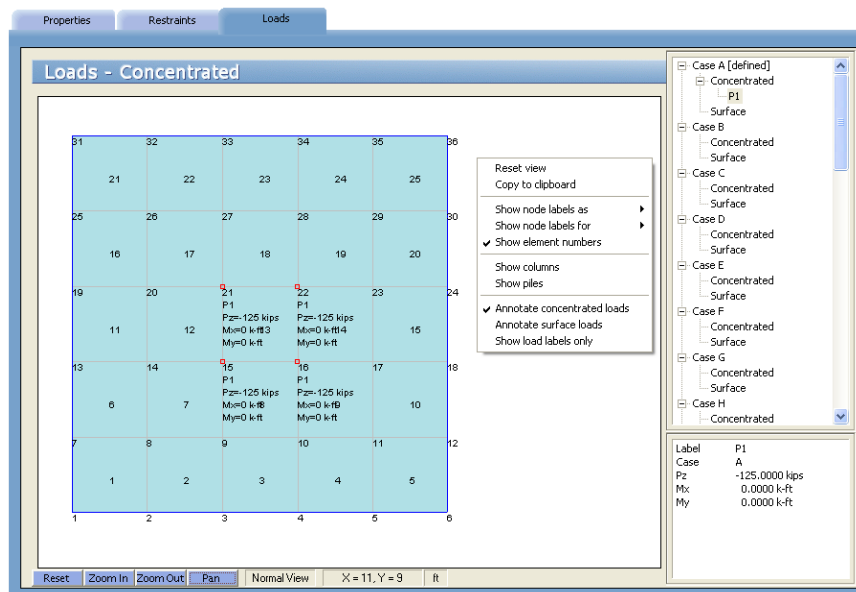 Properties Restraints Loads
Loads - Concentrated
31 32 33 34 35 36
21 22 23 24 25
25 26 27 28 29 30
16 17 18 19 20
19 20 21 22 23 24
P1 P1
Pz=-125 kips Pz=-125 kips
11 12 Mx=0 k-ft13 Mx=0 k-ft14 15
My=0 k-ft My=0 k-ft
13 14 15 16 17 18
P1 P1
Pz=-125 kips Pz=-125 kips
6 7 Mx=0 k-ft8 Mx=0 k-ft9 10
My=0 k-ft My=0 k-ft
7 8 9 10 11 12
1 2 3 4 5
1 2 3 4 5 6
Reset view
Copy to clipboard
Show node labels as
Show node labels for
Show element numbers
Show columns
Show piles
Annotate concentrated loads
Annotate surface loads
Show load labels only
Reset Zoom In Zoom Out Pan Normal View X = 11, Y = 9 ft
Case A [defined]
Concentrated
P1
Surface
Case B
Concentrated
Surface
Case C
Concentrated
Surface
Case D
Concentrated
Surface
Case E
Concentrated
Surface
Case F
Concentrated
Surface
Case G
Concentrated
Surface
Case H
Concentrated
Label P1
Case A
Pz -125.0000 kips
Mx 0.0000 k-ft
My 0.0000 k-ft